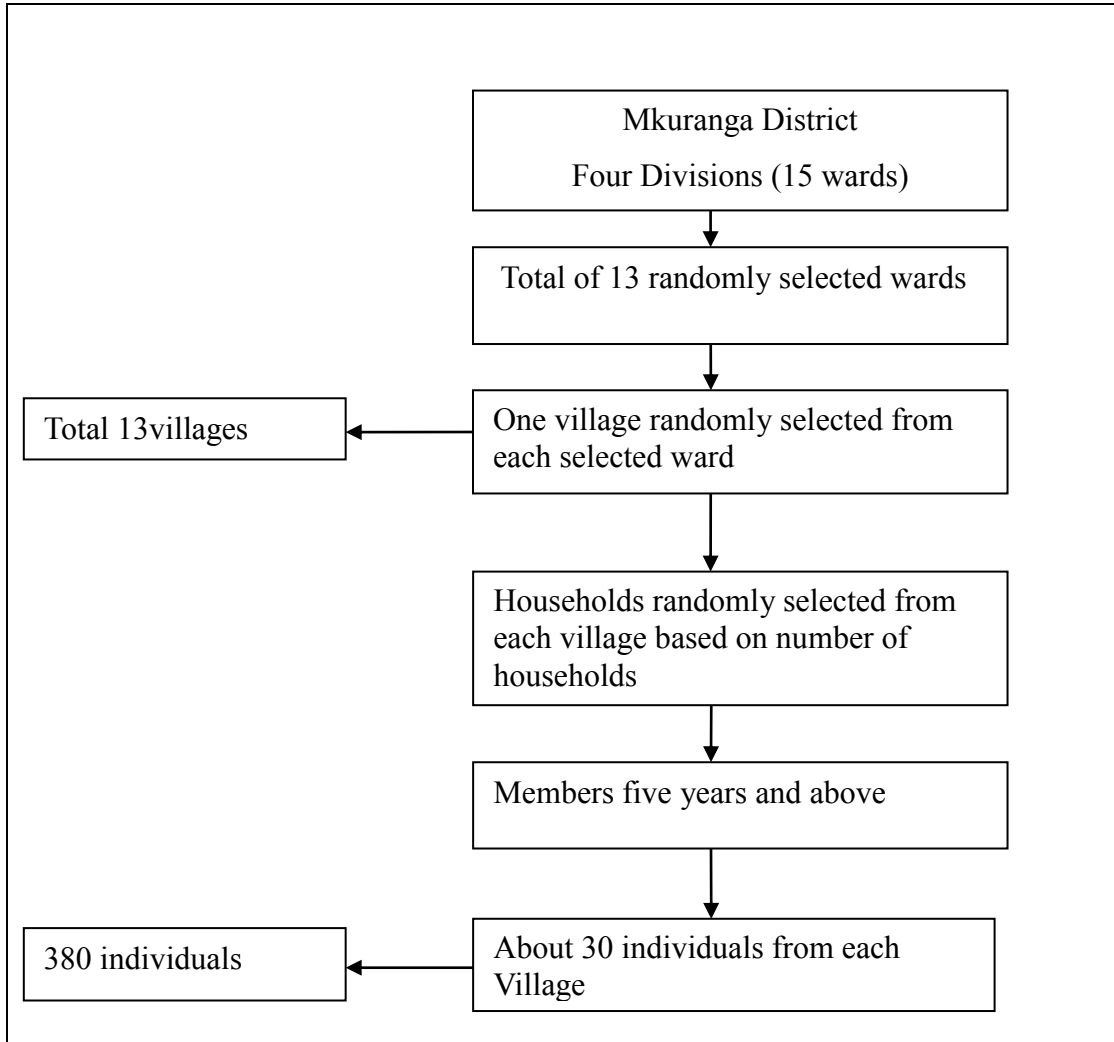 Mkuranga District
Four Divisions (15 wards)
Total of 13 randomly selected wards
Total 13villages
One village randomly selected from
each selected ward
Households randomly selected from
each village based on number of
households
Members five years and above
380 individuals
About 30 individuals from each
Village